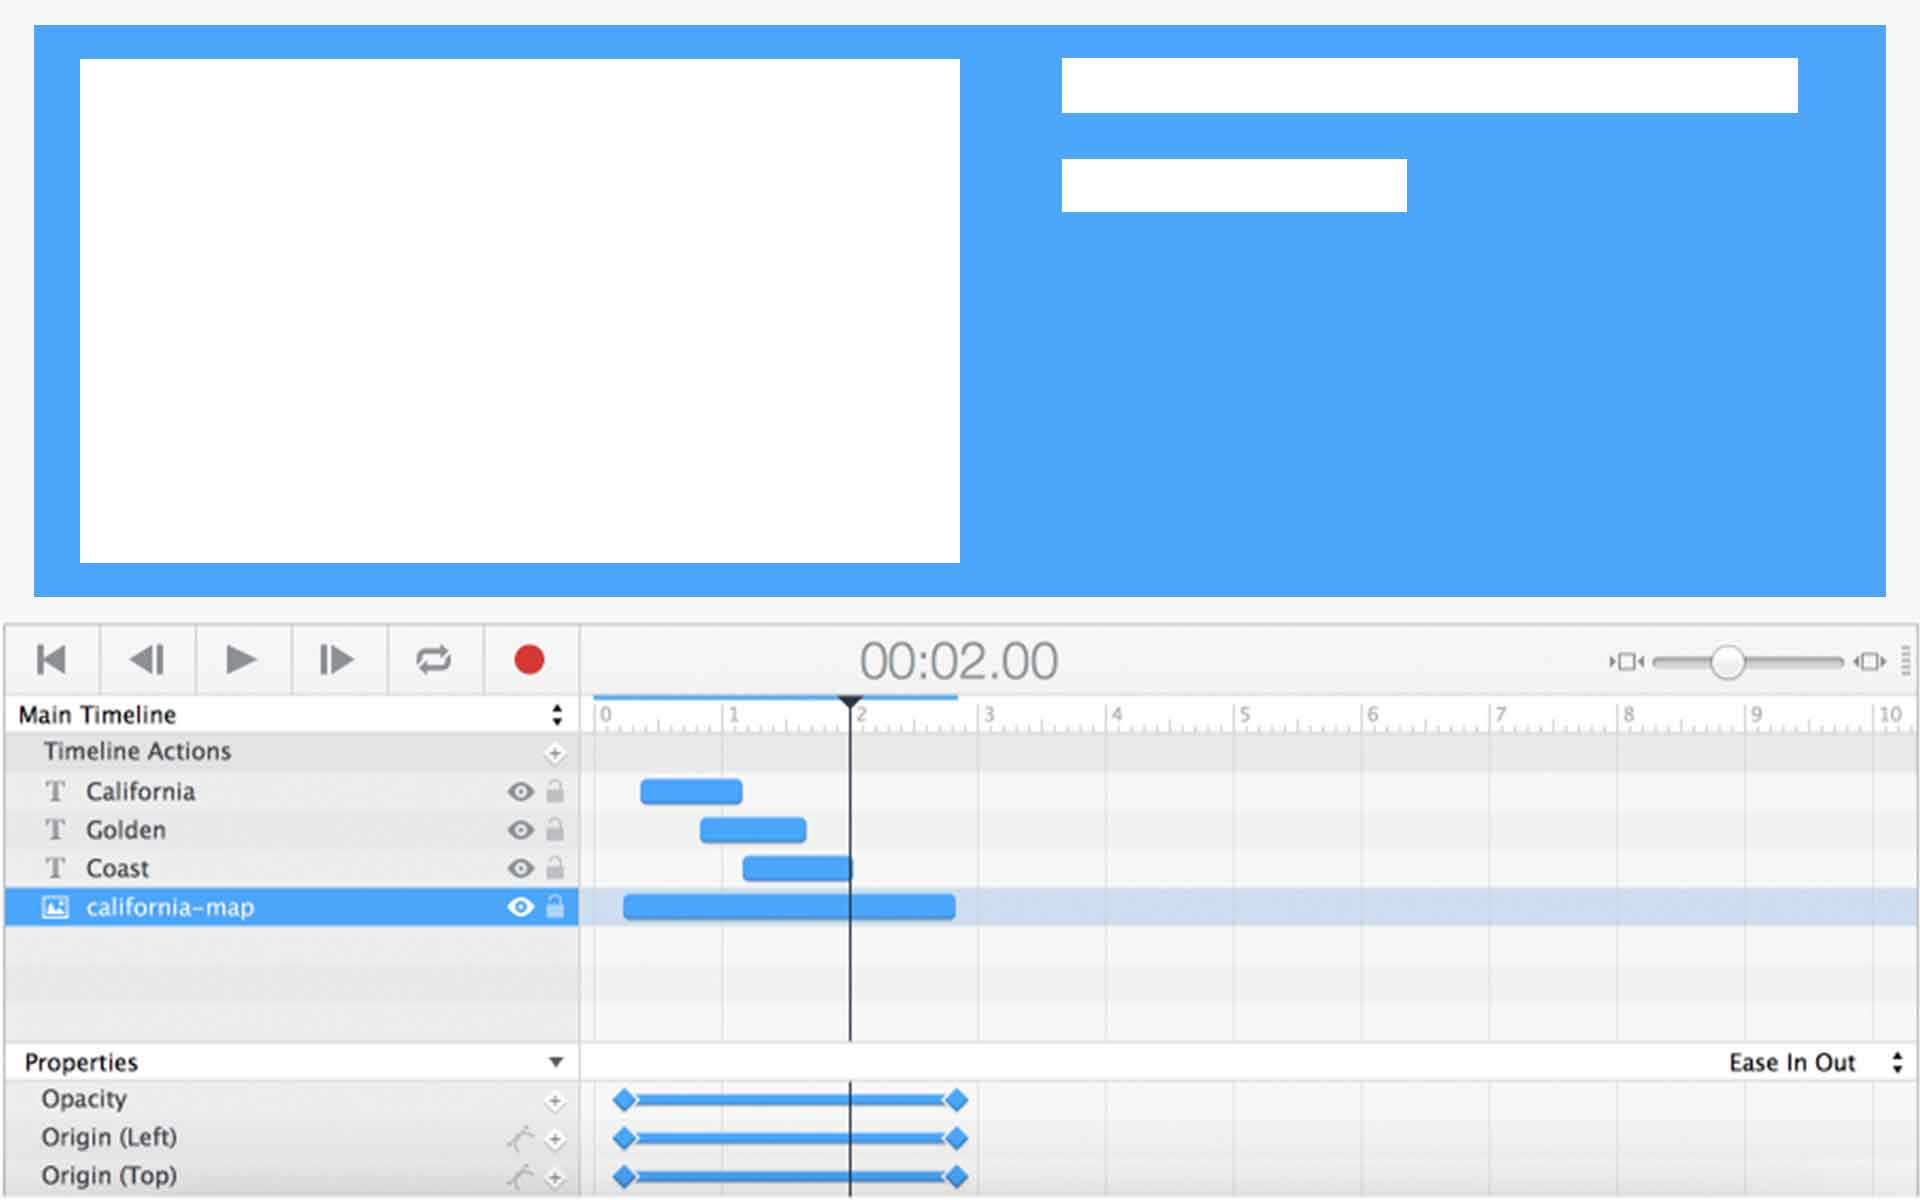 00:02.00
Main Timeline 0 1 2 3 4 5 6 7 8 9 10
Timeline Actions
T California
T Golden
T Coast
california-map
Properties Ease In Out
Opacity
Origin (Left)
Origin (Top)